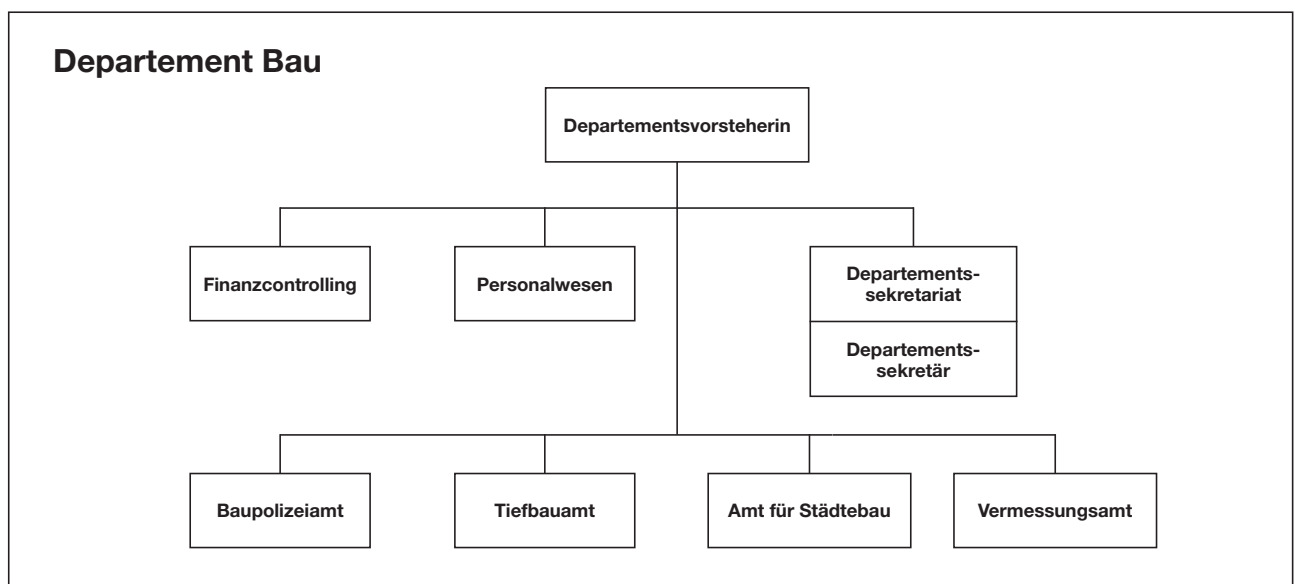 Departement Bau
Departementsvorsteherin
Finanzcontrolling
Personalwesen
Departements-
sekretariat
Departements-
sekretär
Baupolizeiamt
Tiefbauamt
Amt für Städtebau
Vermessungsamt